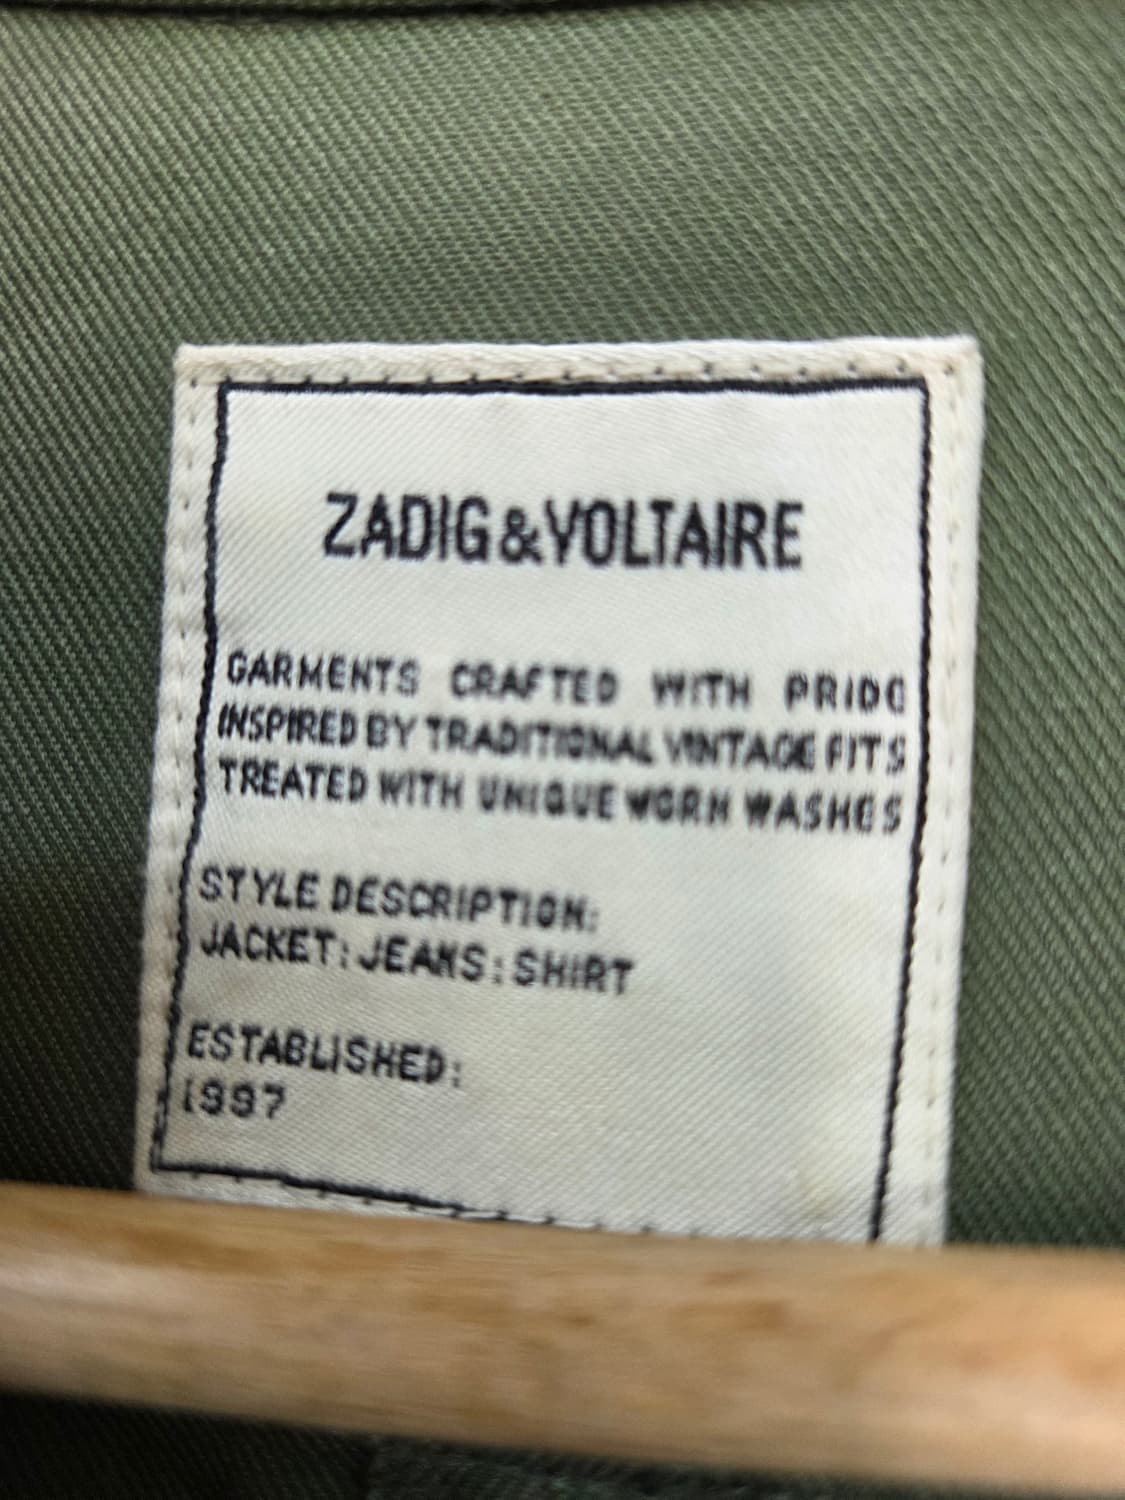 ZADIG&VOLTAIRE
GARMENTS CRAFTED WITH PRIDE
INSPIRED BY TRADITIONAL VINTAGE FITS
TREATED WITH UNIQUE WORN WASHES
STYLE DESCRIPTION:
JACKET:JEANS:SHIRT
ESTABLISHED:
1997